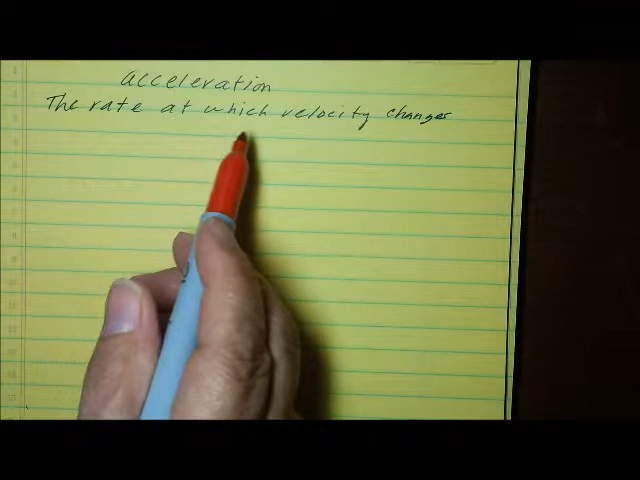 acceleration
The rate at which velocity changes